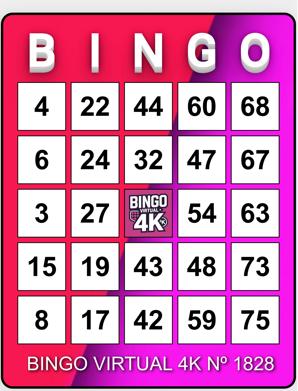 B I N G O
4 22 44 60 68
6 24 32 47 67
3 27 BINGO VIRTUAL 4K 54 63
15 19 43 48 73
8 17 42 59 75
BINGO VIRTUAL 4K Nº 1828